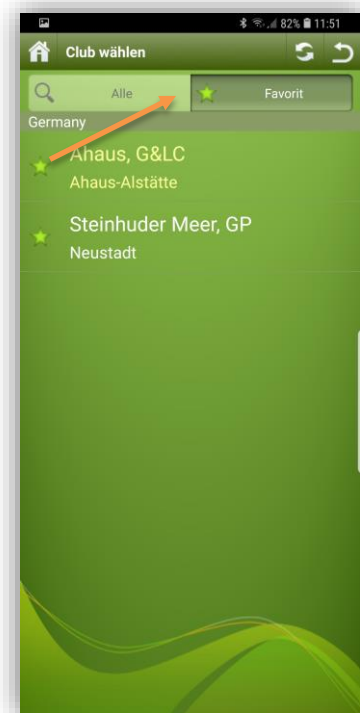 82% 11:51
Club wählen
Alle Favorit
Germany
Ahaus, G&LC
Ahaus-Alstätte
Steinhuder Meer, GP
Neustadt